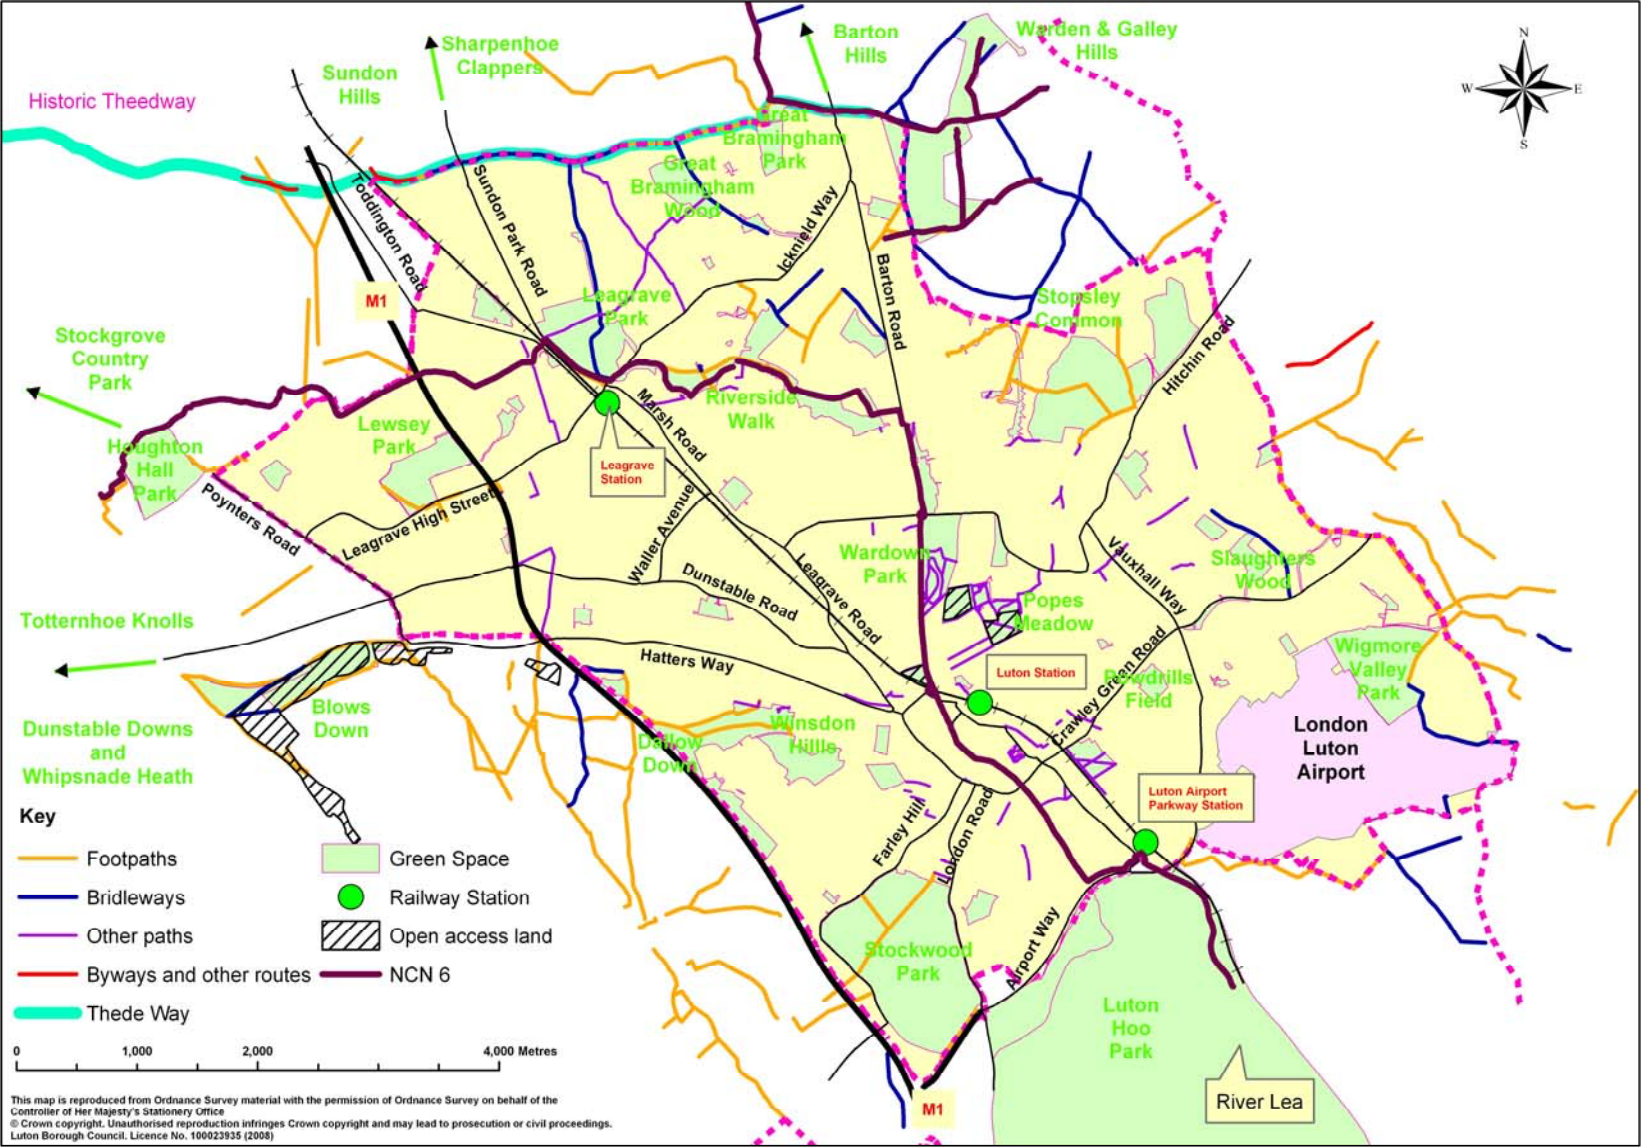 Warden & Galley
Hills
Barton
Hills
Sharpenhoe
Clappers
Sundon
Hills
Historic Theedway
N
W
E
S
Great
Bramingham
Park
Great
Bramingham
Wood
Toddington Road
Sundon Park Road
Icknield Way
Barton Road
M1
Leagrave
Park
Stopsley
Common
Hitchin Road
Stockgrove
Country
Park
Riverside
Walk
Marsh Road
Lewsey
Park
Houghton
Hall
Park
Leagrave
Station
Poynters Road
Leagrave High Street
Waller Avenue
Wardown
Park
Vauxhall Way
Slaughters
Wood
Leagrave Road
Dunstable Road
Popes
Meadow
Totternhoe Knolls
Hatters Way
Luton Station
Crawley Green Road
Powdrills
Field
Wigmore
Valley
Park
Blows
Down
Dunstable Downs
and
Whipsnade Heath
Dallow
Down
Winsdon
Hillls
London
Luton
Airport
Luton Airport
Parkway Station
Farley Hill
London Road
Stockwood
Park
Airport Way
Luton
Hoo
Park
River Lea
M1
Key
Footpaths
Green Space
Bridleways
Railway Station
Other paths
Open access land
Byways and other routes
NCN 6
Thede Way
0 1,000 2,000 4,000 Metres
This map is reproduced from Ordnance Survey material with the permission of Ordnance Survey on behalf of the
Controller of Her Majesty's Stationery Office
© Crown copyright. Unauthorised reproduction infringes Crown copyright and may lead to prosecution or civil proceedings.
Luton Borough Council. Licence No. 100023935 (2008)